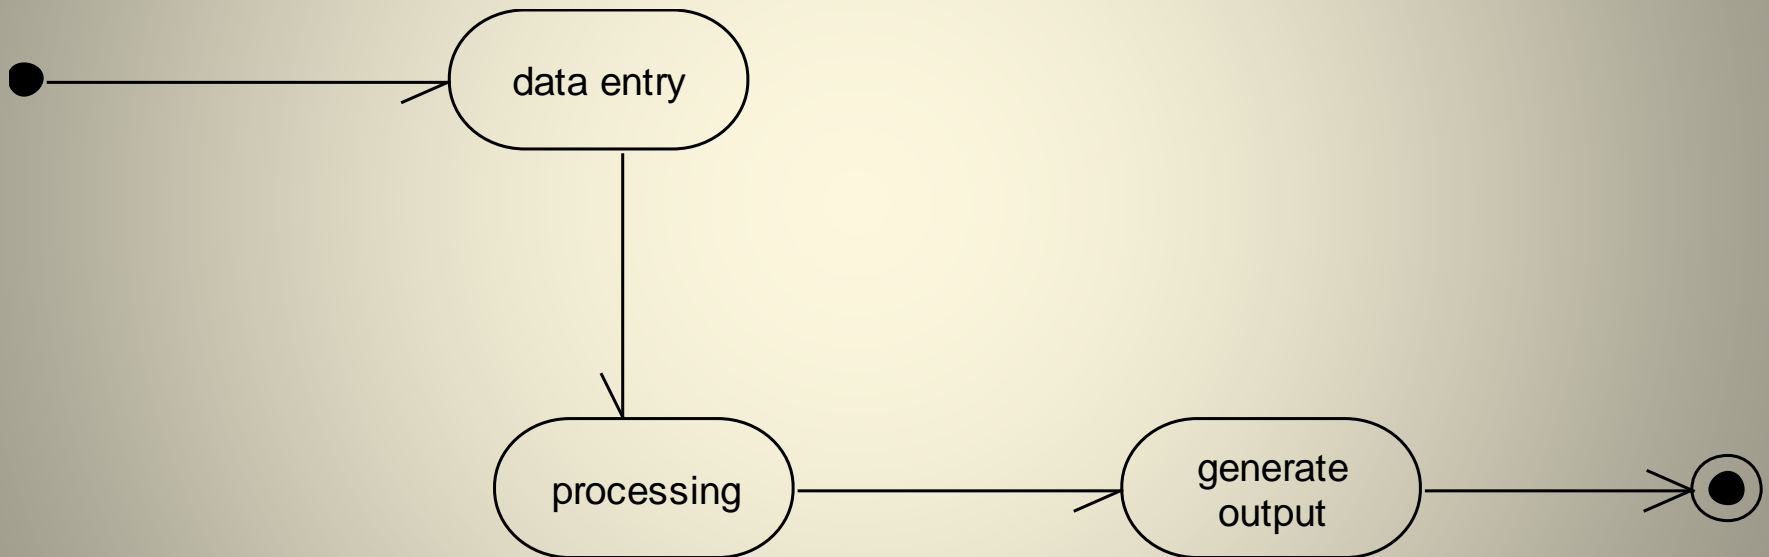 data entry
processing
generate
output